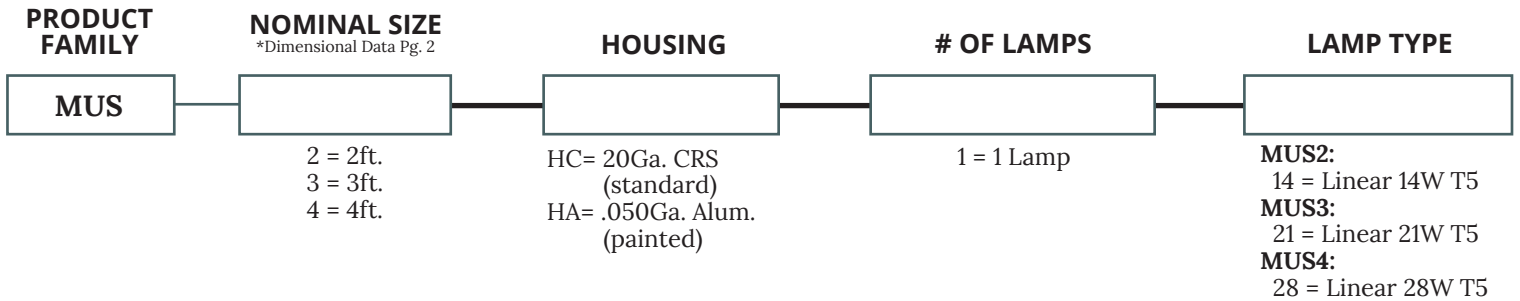 PRODUCT
FAMILY
MUS
NOMINAL SIZE
*Dimensional Data Pg. 2
2 = 2ft.
3 = 3ft.
4 = 4ft.
HOUSING
HC= 20Ga. CRS
(standard)
HA= .050Ga. Alum.
(painted)
# OF LAMPS
1 = 1 Lamp
LAMP TYPE
MUS2:
14 = Linear 14W T5
MUS3:
21 = Linear 21W T5
MUS4:
28 = Linear 28W T5